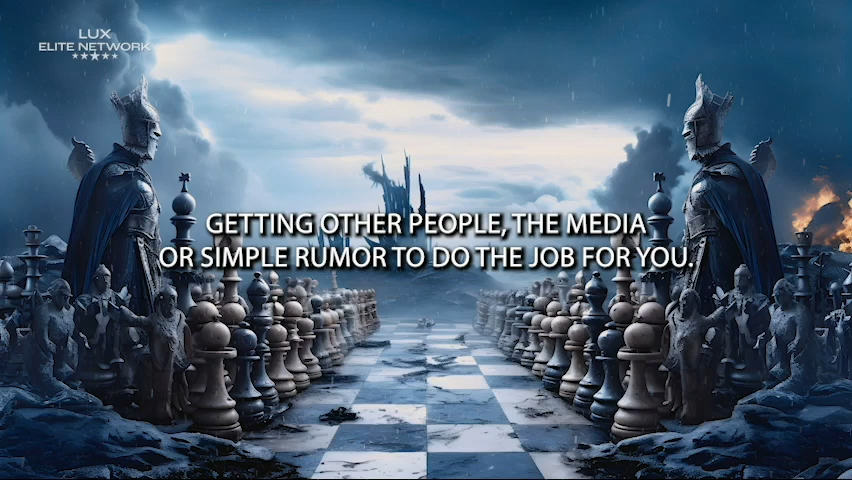 LUX
ELITE NETWORK
GETTING OTHER PEOPLE, THE MEDIA
OR SIMPLE RUMOR TO DO THE JOB FOR YOU.